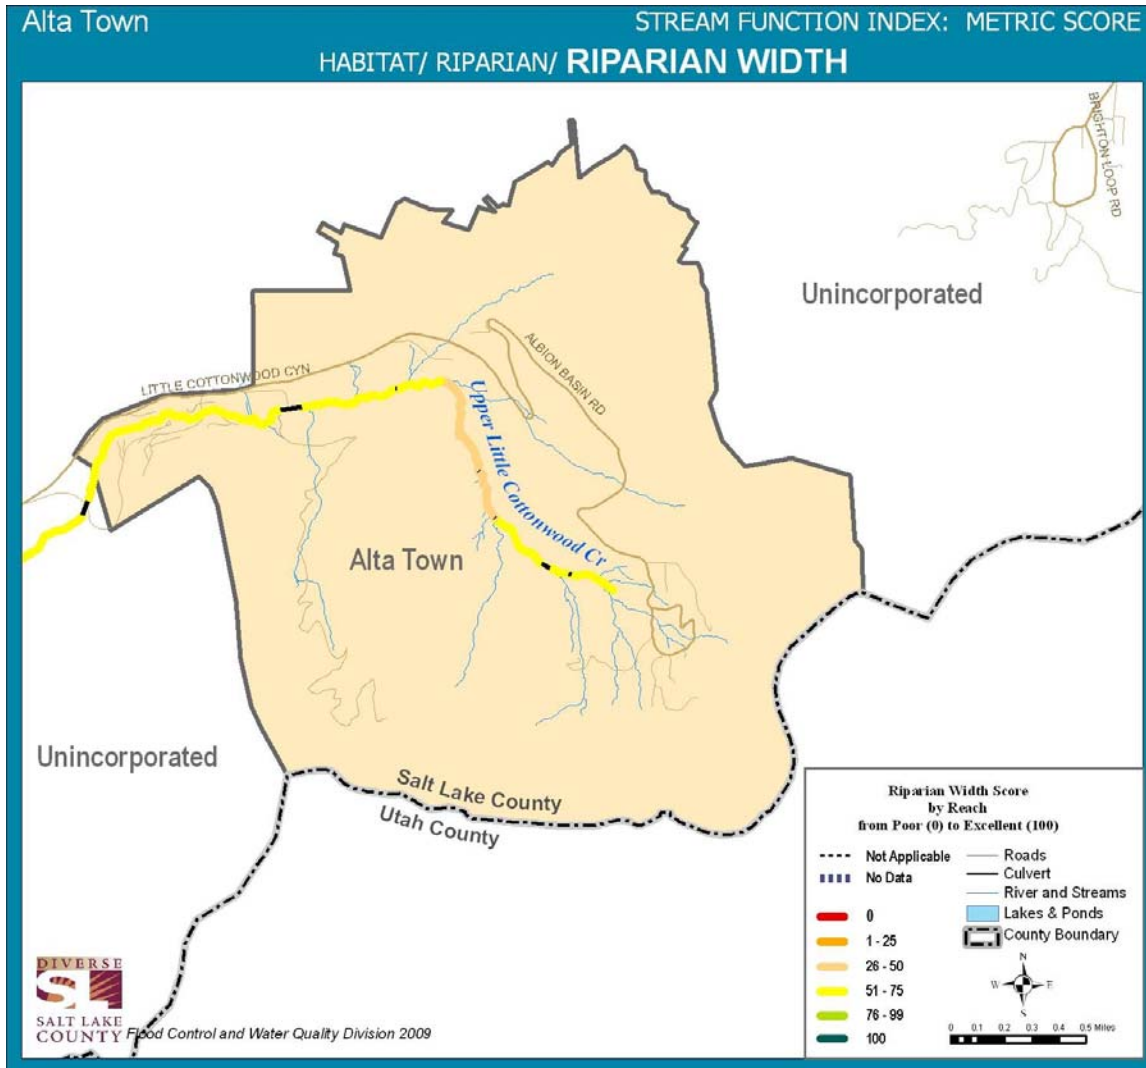 Alta Town
STREAM FUNCTION INDEX: METRIC SCORE
HABITAT/ RIPARIAN/ RIPARIAN WIDTH
BRIGHTON LOOP RD
Unincorporated
ALBION BASIN RD
LITTLE COTTONWOOD CYN
Upper Little Cottonwood Cr
Alta Town
Unincorporated
Salt Lake County
Utah County
Riparian Width Score
by Reach
from Poor (0) to Excellent (100)
Not Applicable
No Data
0
1 - 25
26 - 50
51 - 75
76 - 99
100
Roads
Culvert
River and Streams
Lakes & Ponds
County Boundary
N
W E
S
0 0.1 0.2 0.3 0.4 0.5 Miles
DIVERSE
SL
SALT LAKE
COUNTY
Flood Control and Water Quality Division 2009